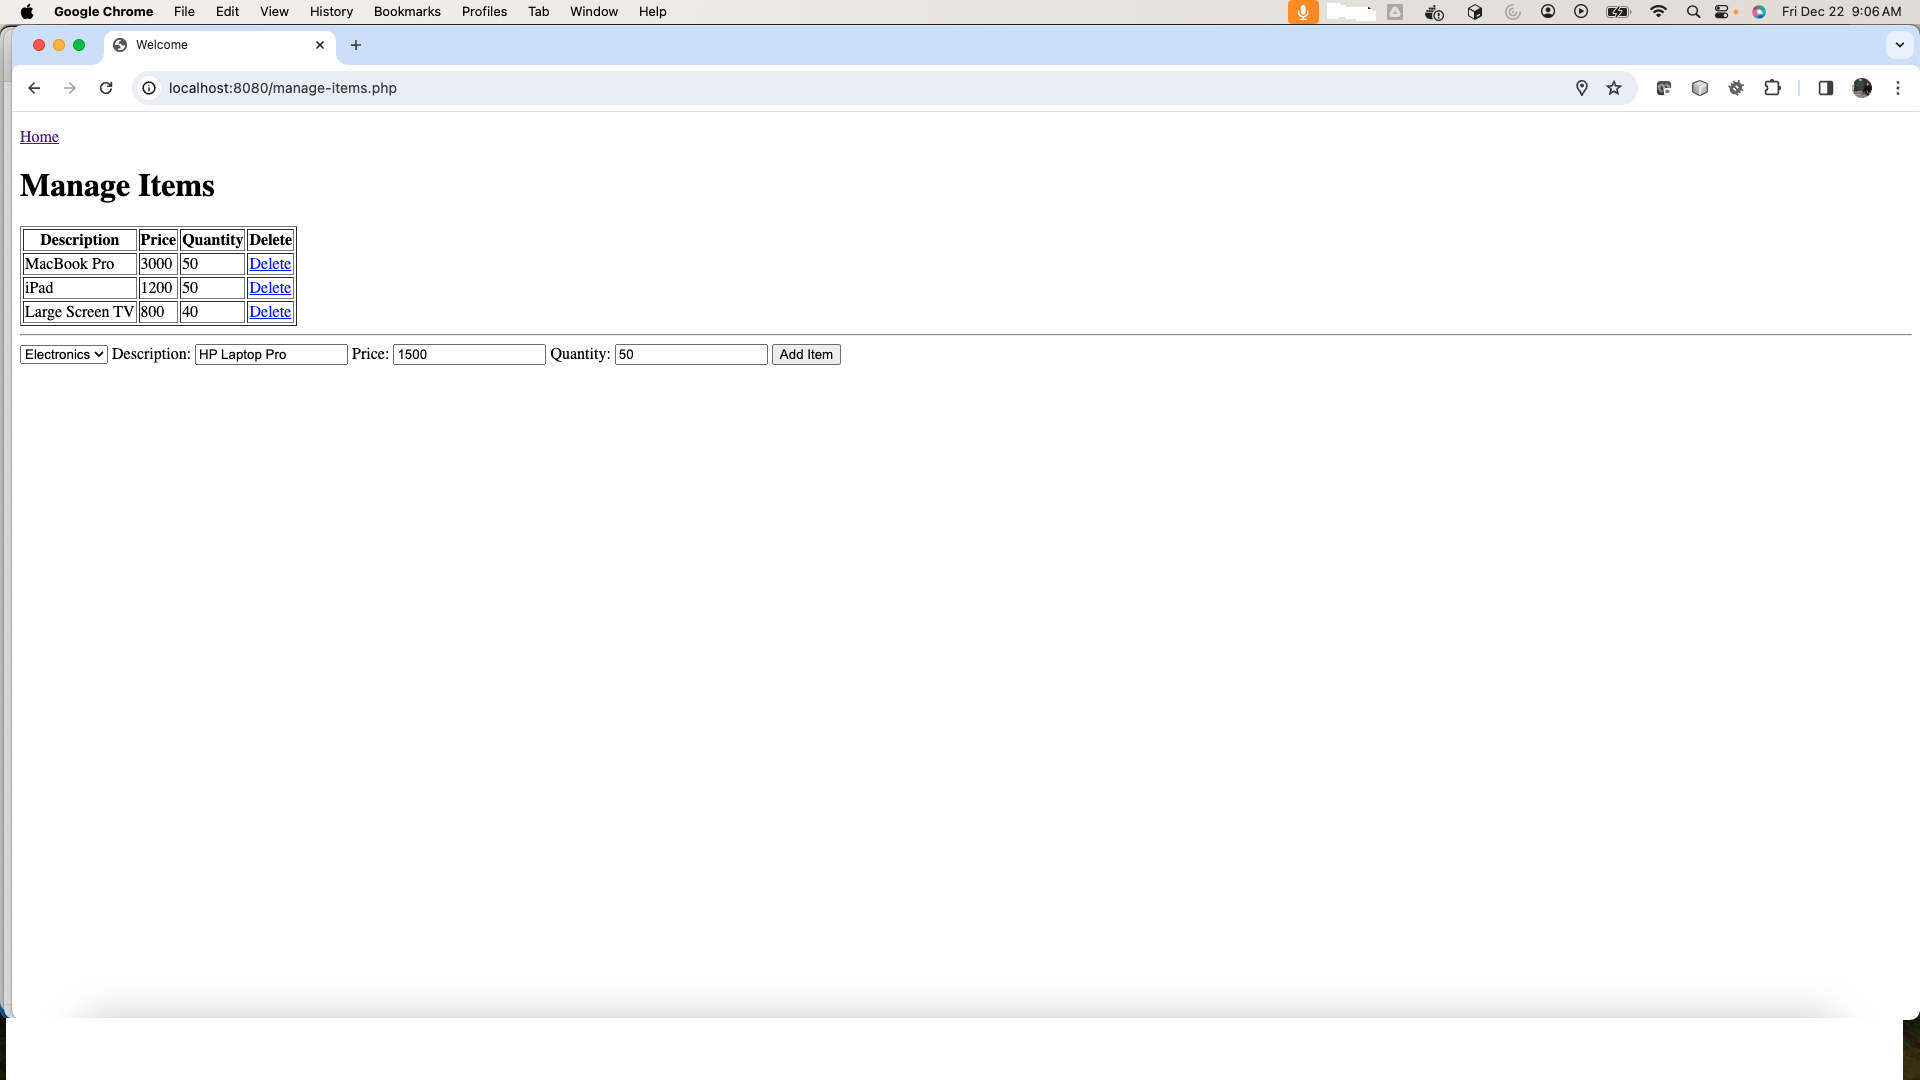 Google Chrome File Edit View History Bookmarks Profiles Tab Window Help Fri Dec 22 9:06 AM
Welcome
localhost:8080/manage-items.php
Home
Manage Items
Description Price Quantity Delete
MacBook Pro 3000 50 Delete
iPad 1200 50 Delete
Large Screen TV 800 40 Delete
Electronics Description: HP Laptop Pro Price: 1500 Quantity: 50 Add Item